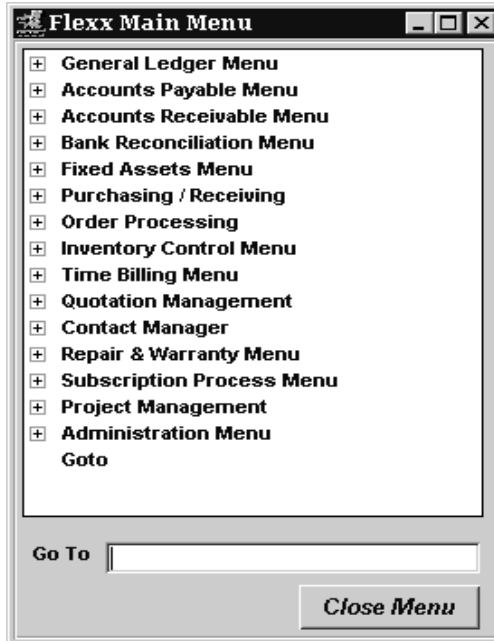 Flexx Main Menu
General Ledger Menu
Accounts Payable Menu
Accounts Receivable Menu
Bank Reconciliation Menu
Fixed Assets Menu
Purchasing / Receiving
Order Processing
Inventory Control Menu
Time Billing Menu
Quotation Management
Contact Manager
Repair & Warranty Menu
Subscription Process Menu
Project Management
Administration Menu
Goto
Go To
Close Menu